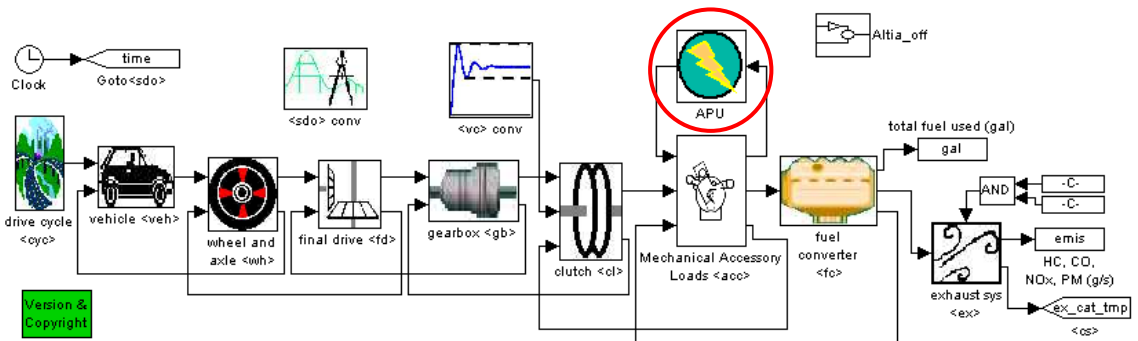 time
Clock
Goto<sdo>
<sdo> conv
<vc> conv
APU
Altia_off
total fuel used (gal)
gal
AND
-C-
-C-
drive cycle
<cyc>
vehicle <veh>
wheel and
axle <wh>
final drive <fd>
gearbox <gb>
clutch <cl>
Mechanical Accessory
Loads <acc>
fuel
converter
<fc>
emis
HC, CO,
NOx, PM (g/s)
exhaust sys
<ex>
ex_cat_tmp
<cs>
Version &
Copyright